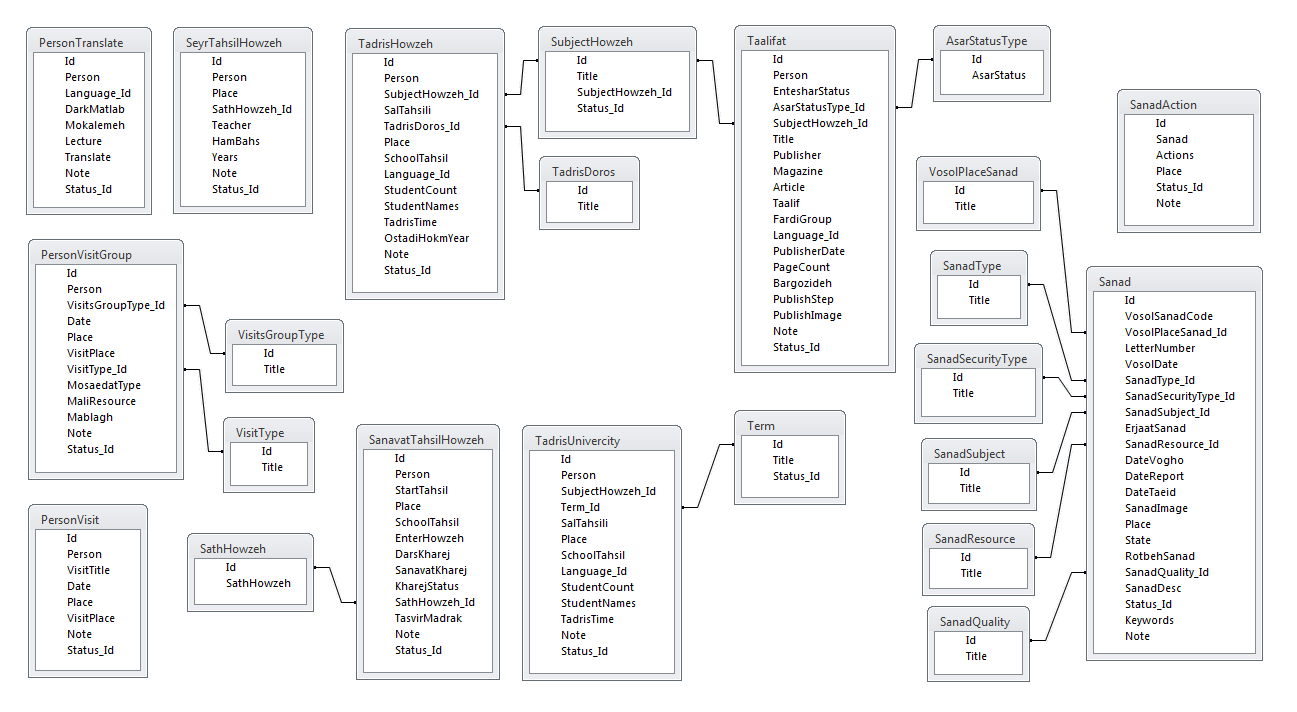 PersonTranslate
Id
Person
Language_Id
DarkMatlab
Mokalemeh
Lecture
Translate
Note
Status_Id
SeyrTahsilHowzeh
Id
Person
Place
SathHowzeh_Id
Teacher
HamBahs
Years
Note
Status_Id
TadrisHowzeh
Id
Person
SubjectHowzeh_Id
SalTahsili
TadrisDoros_Id
Place
SchoolTahsil
Language_Id
StudentCount
StudentNames
TadrisTime
OstadiHokmYear
Note
Status_Id
SubjectHowzeh
Id
Title
SubjectHowzeh_Id
Status_Id
TadrisDoros
Id
Title
Taalifat
Id
Person
EntesharStatus
AsarStatusType_Id
SubjectHowzeh_Id
Title
Publisher
Magazine
Article
Taalif
FardiGroup
Language_Id
PublisherDate
PageCount
Bargozideh
PublishStep
PublishImage
Note
Status_Id
AsarStatusType
Id
AsarStatus
SanadAction
Id
Sanad
Actions
Place
Status_Id
Note
VosolPlaceSanad
Id
Title
SanadType
Id
Title
SanadSecurityType
Id
Title
SanadSubject
Id
Title
SanadResource
Id
Title
SanadQuality
Id
Title
Sanad
Id
VosolSanadCode
VosolPlaceSanad_Id
LetterNumber
VosolDate
SanadType_Id
SanadSecurityType_Id
SanadSubject_Id
ErjaatSanad
SanadResource_Id
DateVogho
DateReport
DateTaeid
SanadImage
Place
State
RotbehSanad
SanadQuality_Id
SanadDesc
Status_Id
Keywords
Note
PersonVisitGroup
Id
Person
VisitsGroupType_Id
Date
Place
VisitPlace
VisitType_Id
MosaedatType
MaliResource
Mablagh
Note
Status_Id
VisitsGroupType
Id
Title
VisitType
Id
Title
PersonVisit
Id
Person
VisitTitle
Date
Place
VisitPlace
Note
Status_Id
SathHowzeh
Id
SathHowzeh
SanavatTahsilHowzeh
Id
Person
StartTahsil
Place
SchoolTahsil
EnterHowzeh
DarsKharej
SanavatKharej
KharejStatus
SathHowzeh_Id
TasvirMadrak
Note
Status_Id
TadrisUnivercity
Id
Person
SubjectHowzeh_Id
Term_Id
SalTahsili
Place
SchoolTahsil
Language_Id
StudentCount
StudentNames
TadrisTime
Note
Status_Id
Term
Id
Title
Status_Id